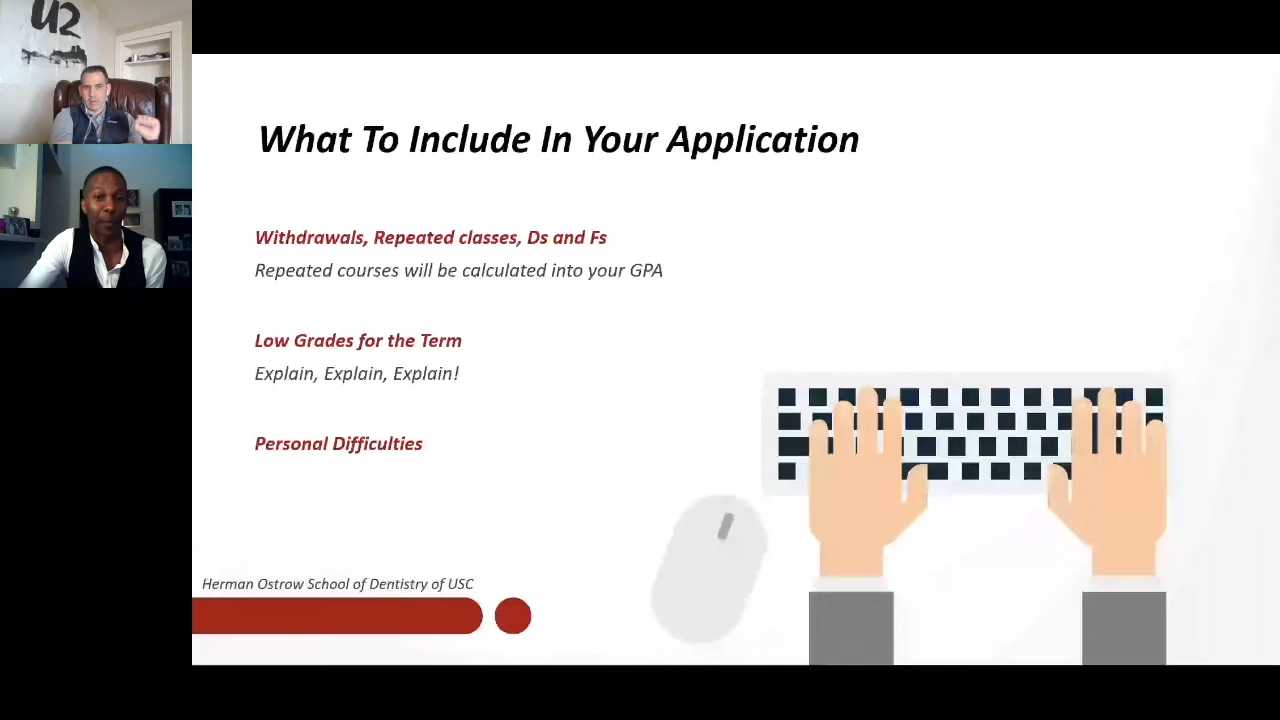 U2
What To Include In Your Application
Withdrawals, Repeated classes, Ds and Fs
Repeated courses will be calculated into your GPA
Low Grades for the Term
Explain, Explain, Explain!
Personal Difficulties
Herman Ostrow School of Dentistry of USC